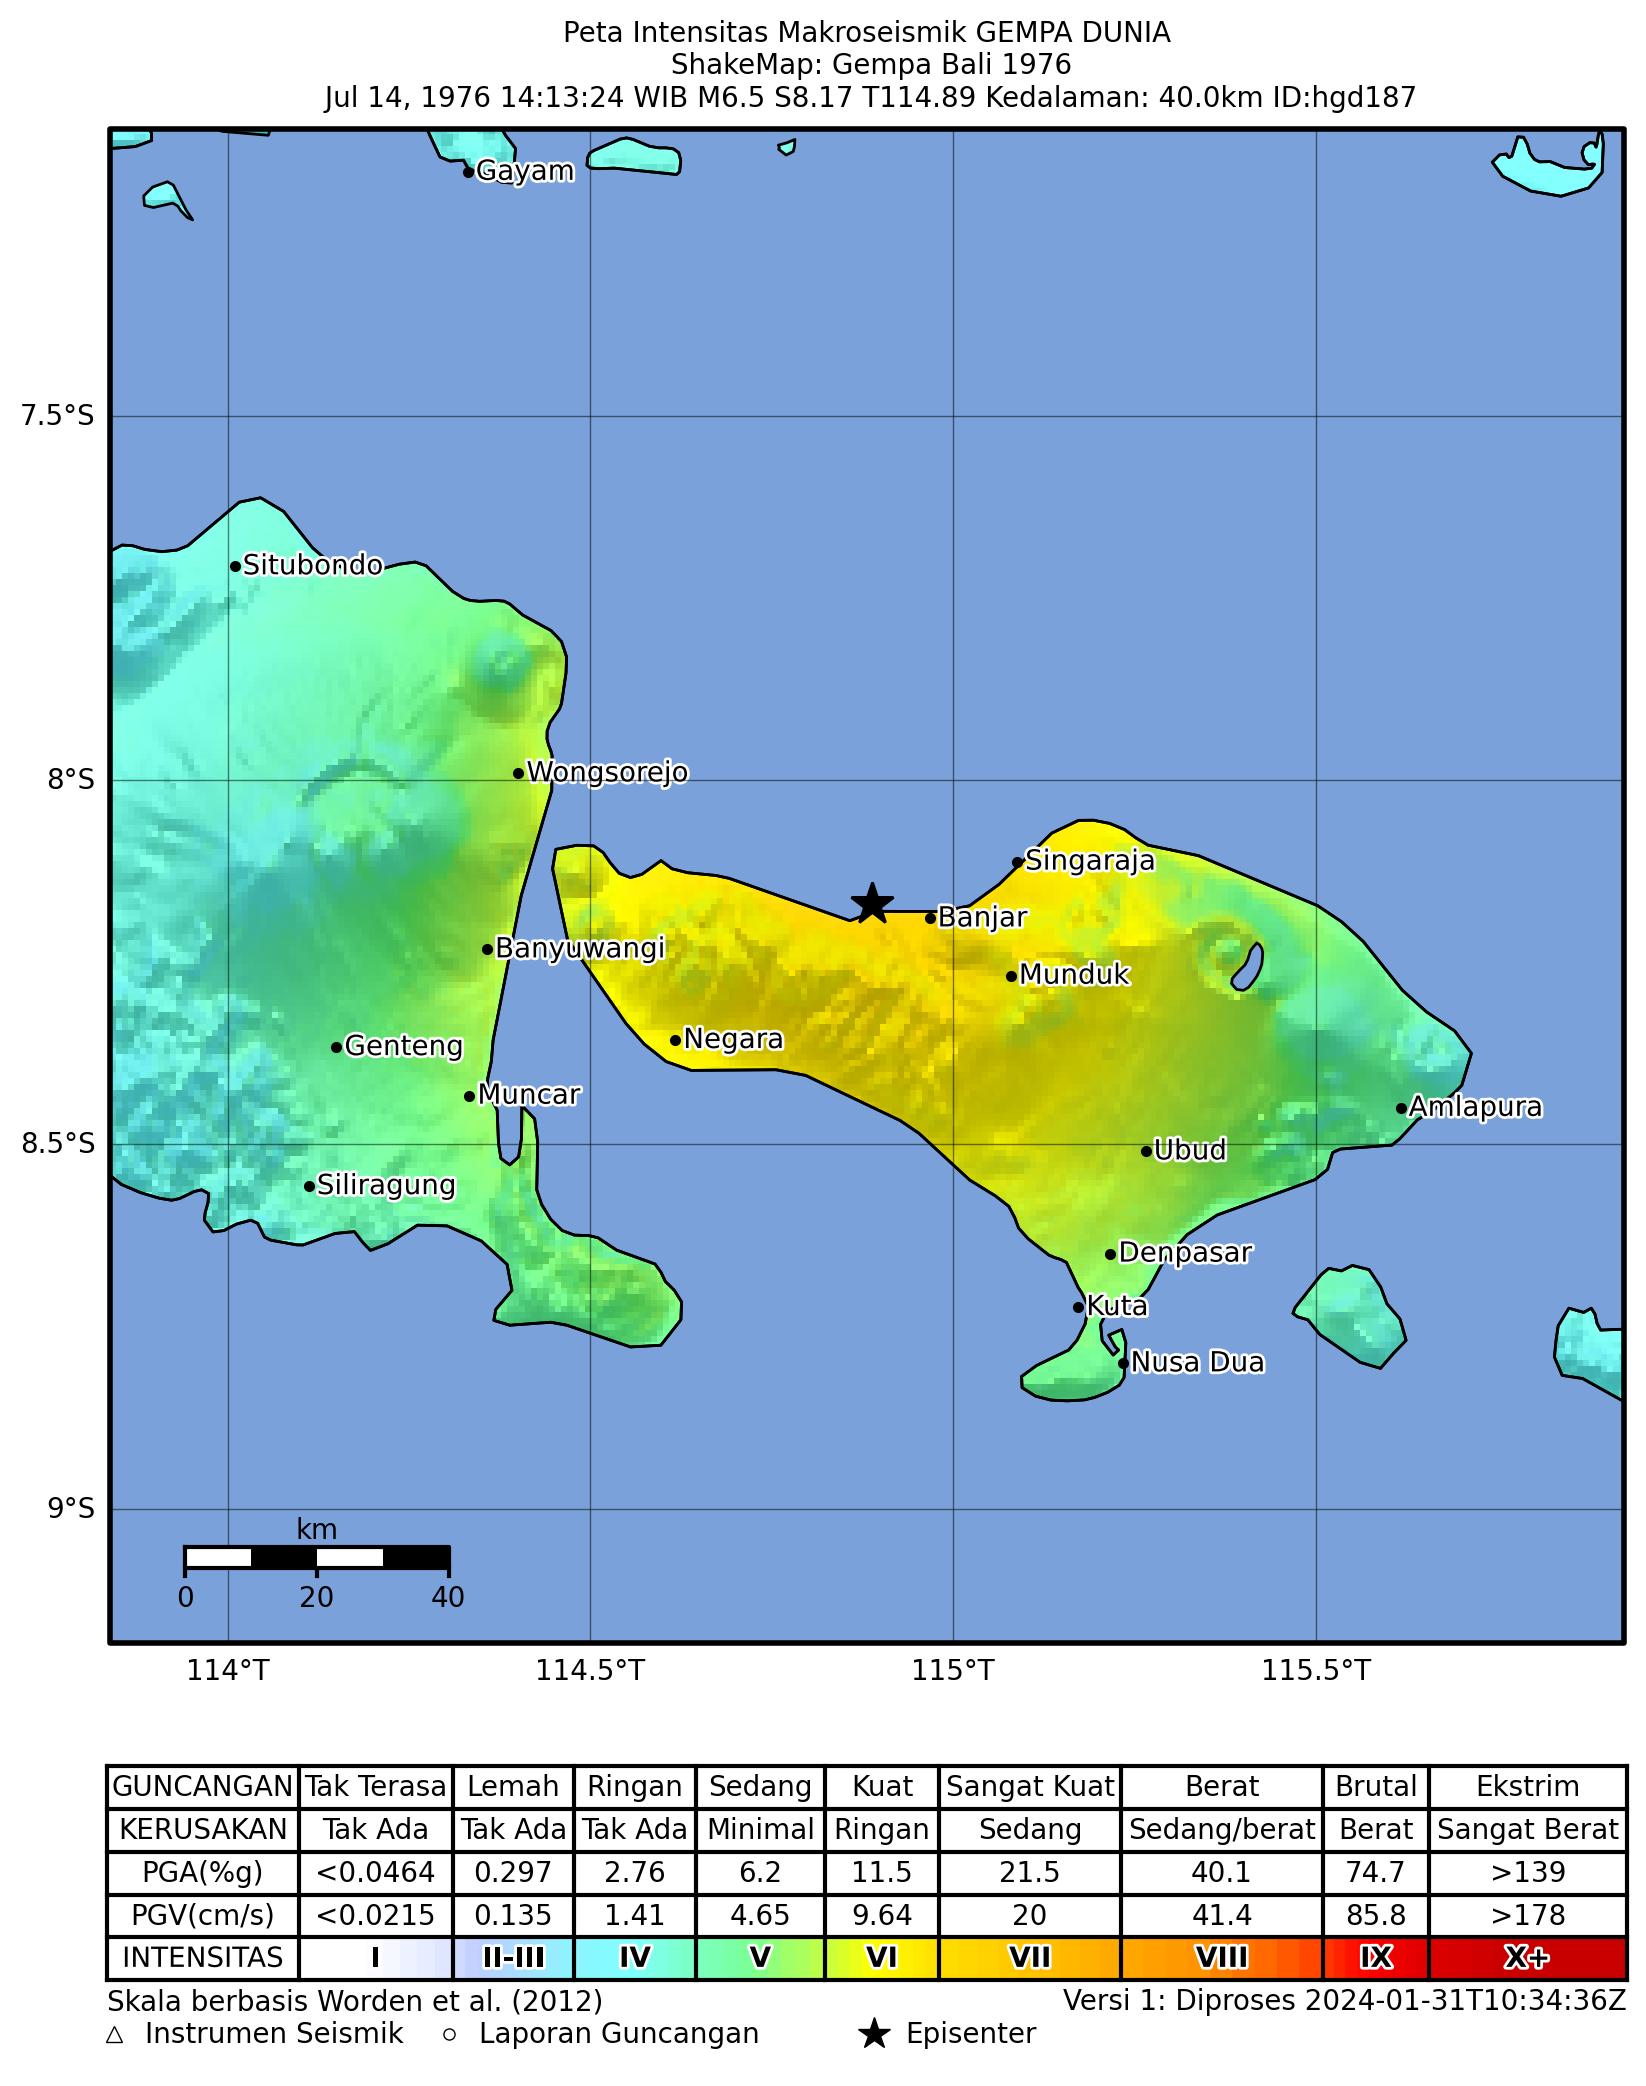 Peta Intensitas Makroseismik GEMPA DUNIA
ShakeMap: Gempa Bali 1976
Jul 14, 1976 14:13:24 WIB M6.5 S8.17 T114.89 Kedalaman: 40.0km ID:hgd187
Gayam
7.5°S
Situbondo
Wongsorejo
8°S
Singaraja
Banjar
Banyuwangi
Munduk
Negara
Genteng
Muncar
Amlapura
8.5°S
Ubud
Siliragung
Denpasar
Kuta
Nusa Dua
9°S
km
0 20 40
114°T 114.5°T 115°T 115.5°T
GUNCANGAN Tak Terasa Lemah Ringan Sedang Kuat Sangat Kuat Berat Brutal Ekstrim
KERUSAKAN Tak Ada Tak Ada Tak Ada Minimal Ringan Sedang Sedang/berat Berat Sangat Berat
PGA(%g) <0.0464 0.297 2.76 6.2 11.5 21.5 40.1 74.7 >139
PGV(cm/s) <0.0215 0.135 1.41 4.65 9.64 20 41.4 85.8 >178
INTENSITAS I II-III IV V VI VII VIII IX X+
Skala berbasis Worden et al. (2012) Versi 1: Diproses 2024-01-31T10:34:36Z
Instrumen Seismik Laporan Guncangan Episenter